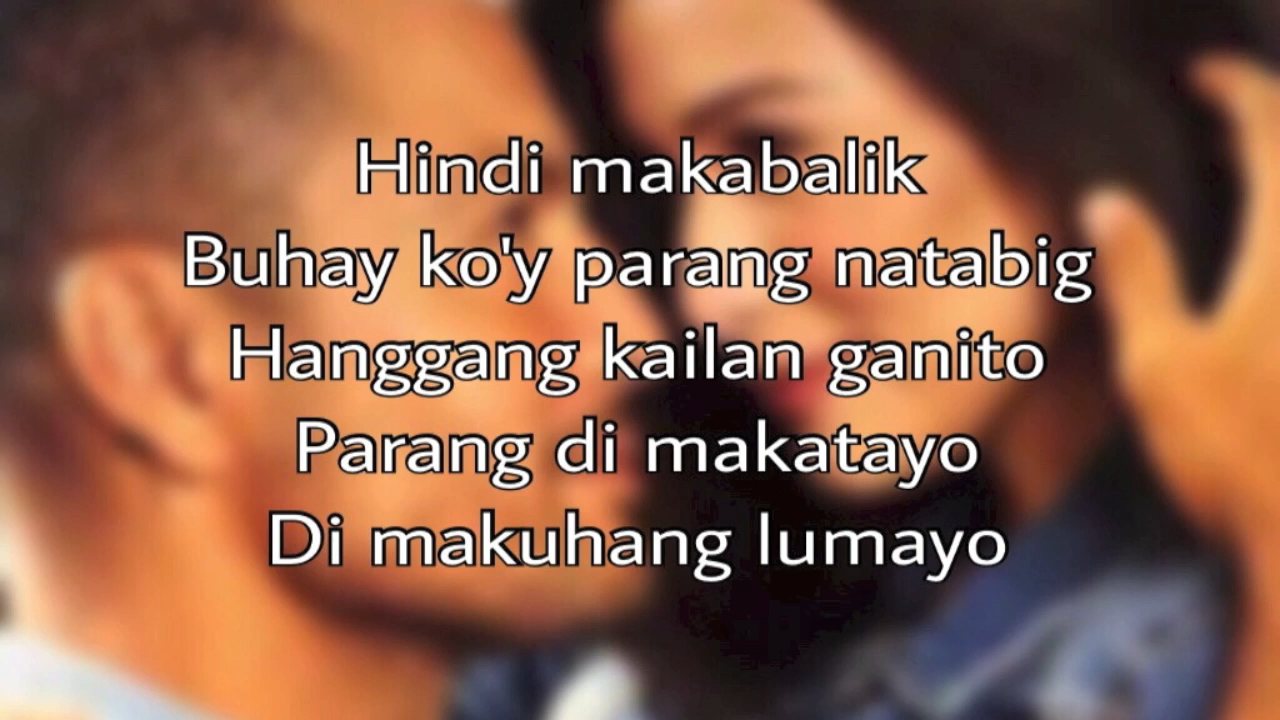 Hindi makabalik
Buhay ko'y parang natabig
Hanggang kailan ganito
Parang di makatayo
Di makuhang lumayo